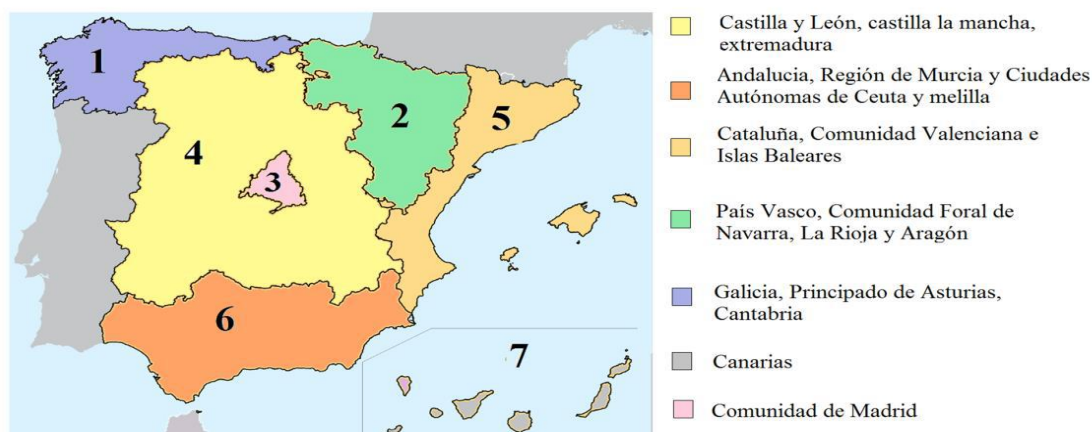 1
2
3
4
5
6
7
Castilla y León, castilla la mancha,
extremadura
Andalucia, Región de Murcia y Ciudades
Autónomas de Ceuta y melilla
Cataluña, Comunidad Valenciana e
Islas Baleares
País Vasco, Comunidad Foral de
Navarra, La Rioja y Aragón
Galicia, Principado de Asturias,
Cantabria
Canarias
Comunidad de Madrid